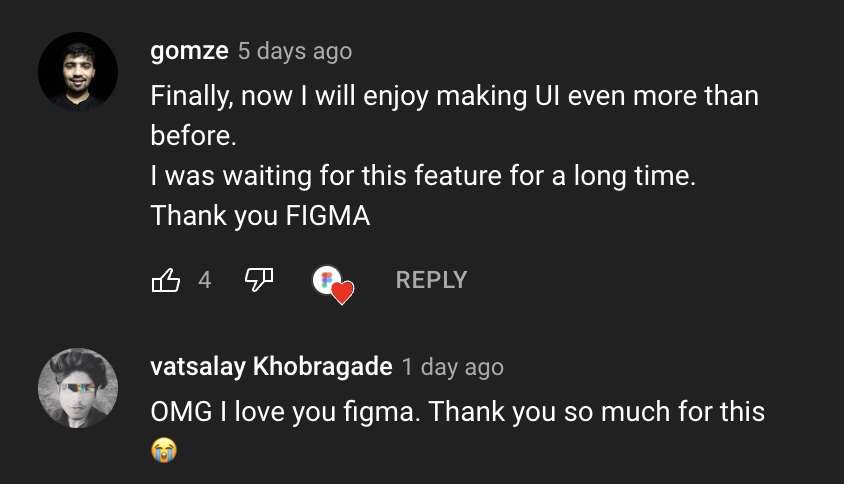 gomze 5 days ago
Finally, now I will enjoy making UI even more than
before.
I was waiting for this feature for a long time.
Thank you FIGMA
4 REPLY
vatsalay Khobragade 1 day ago
OMG I love you figma. Thank you so much for this
😭